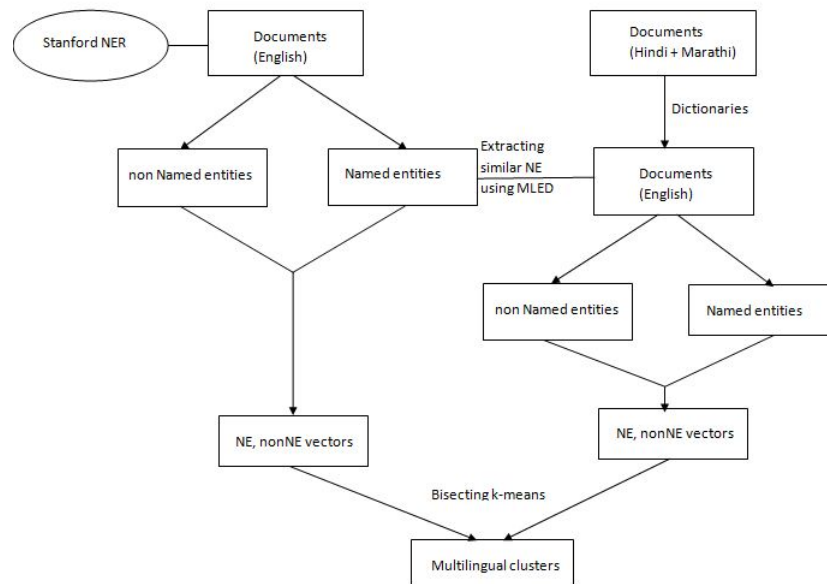 Stanford NER
Documents
(English)
Documents
(Hindi + Marathi)
Dictionaries
non Named entities
Named entities
Extracting
similar NE
using MLED
Documents
(English)
non Named entities
Named entities
NE, nonNE vectors
NE, nonNE vectors
Bisecting k-means
Multilingual clusters